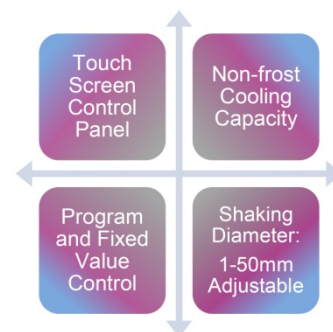 Touch
Screen
Control
Panel
Non-frost
Cooling
Capacity
Program
and Fixed
Value
Control
Shaking
Diameter:
1-50mm
Adjustable